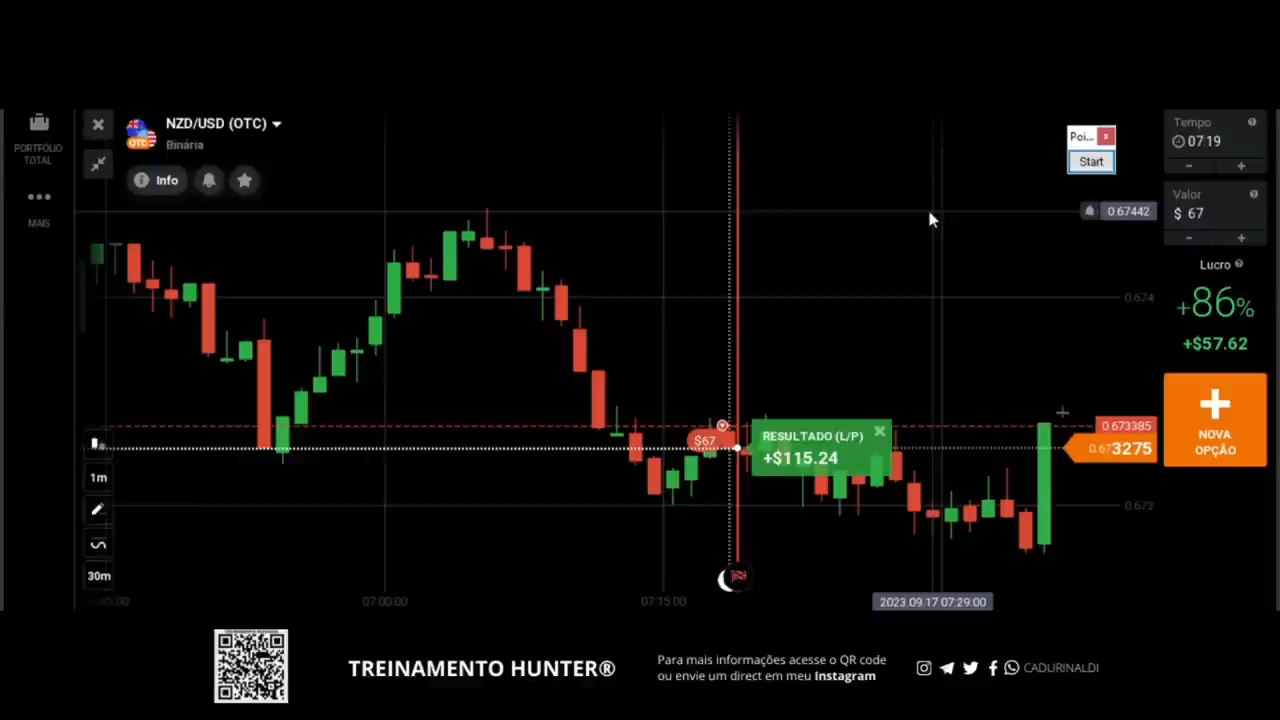 PORTFÓLIO
TOTAL
MAIS
NZD/USD (OTC)
OTC
Binária
Info
1m
30m
Poi...
Start
0.67442
0.674
0.673385
0.673275
0.673
$67
RESULTADO (L/P)
+$115.24
07:00:00
07:15:00
2023.09.17 07:29:00
Tempo
07:19
- +
Valor
$ 67
- +
Lucro
+86%
+$57.62
+
NOVA
OPÇÃO
TREINAMENTO HUNTER®
Para mais informações acesse o QR code
ou envie um direct em meu Instagram
CADURINALDI